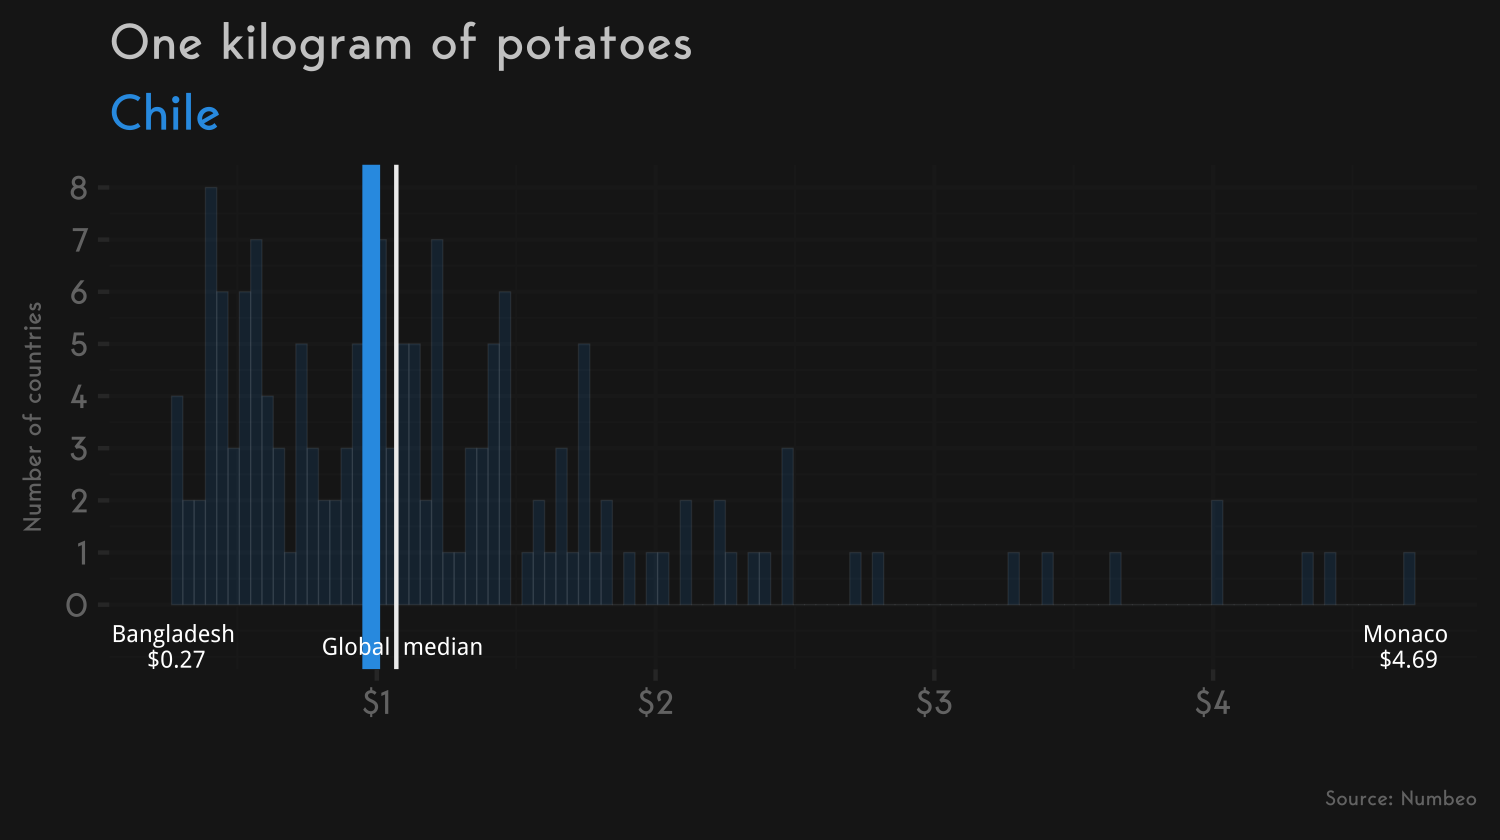 One kilogram of potatoes
Chile
Number of countries
8
7
6
5
4
3
2
1
0
Bangladesh
$0.27
Global median
Monaco
$4.69
$1
$2
$3
$4
Source: Numbeo